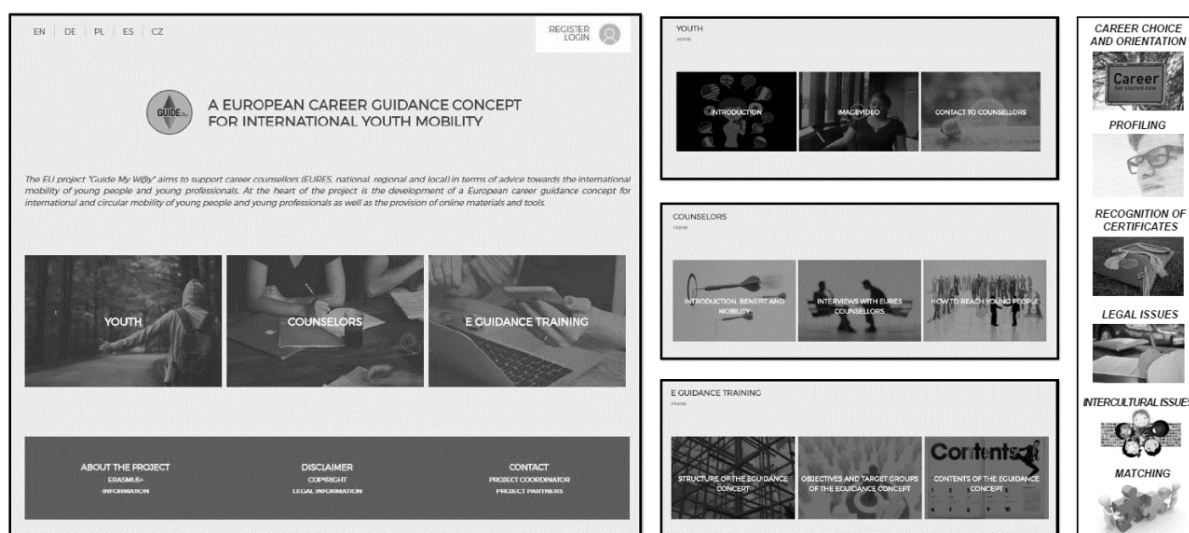 EN DE PL ES CZ
REGISTER
LOGIN
GUIDE
A EUROPEAN CAREER GUIDANCE CONCEPT
FOR INTERNATIONAL YOUTH MOBILITY
The EU project "Guide My W@y" aims to support career counsellors (EURES, national, regional and local) in terms of advice towards the international
mobility of young people and young professionals. At the heart of the project is the development of a European career guidance concept for
international and circular mobility of young people and young professionals as well as the provision of online materials and tools.
YOUTH
COUNSELORS
E GUIDANCE TRAINING
ABOUT THE PROJECT
ERASMUS+
INFORMATION
DISCLAIMER
COPYRIGHT
LEGAL INFORMATION
CONTACT
PROJECT COORDINATOR
PROJECT PARTNERS
YOUTH
Home
INTRODUCTION
IMAGEVIDEO
CONTACT TO COUNSELLORS
COUNSELORS
Home
INTRODUCTION, BENEFIT AND
MOBILITY
INTERVIEWS WITH EURES
COUNSELLORS
HOW TO REACH YOUNG PEOPLE
E GUIDANCE TRAINING
Home
STRUCTURE OF THE EGUIDANCE
CONCEPT
OBJECTIVES AND TARGET GROUPS
OF THE EGUIDANCE CONCEPT
Contents
CONTENTS OF THE EGUIDANCE
CONCEPT
CAREER CHOICE
AND ORIENTATION
Career
Get started now
PROFILING
RECOGNITION OF
CERTIFICATES
LEGAL ISSUES
INTERCULTURAL ISSUES
MATCHING